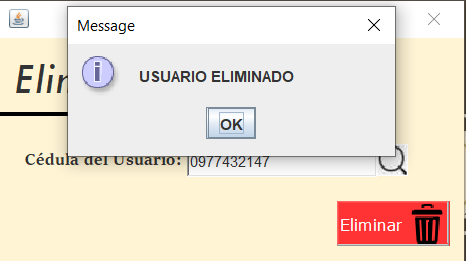 Message
USUARIO ELIMINADO
OK
Cédula del Usuario:
0977432147
Eliminar